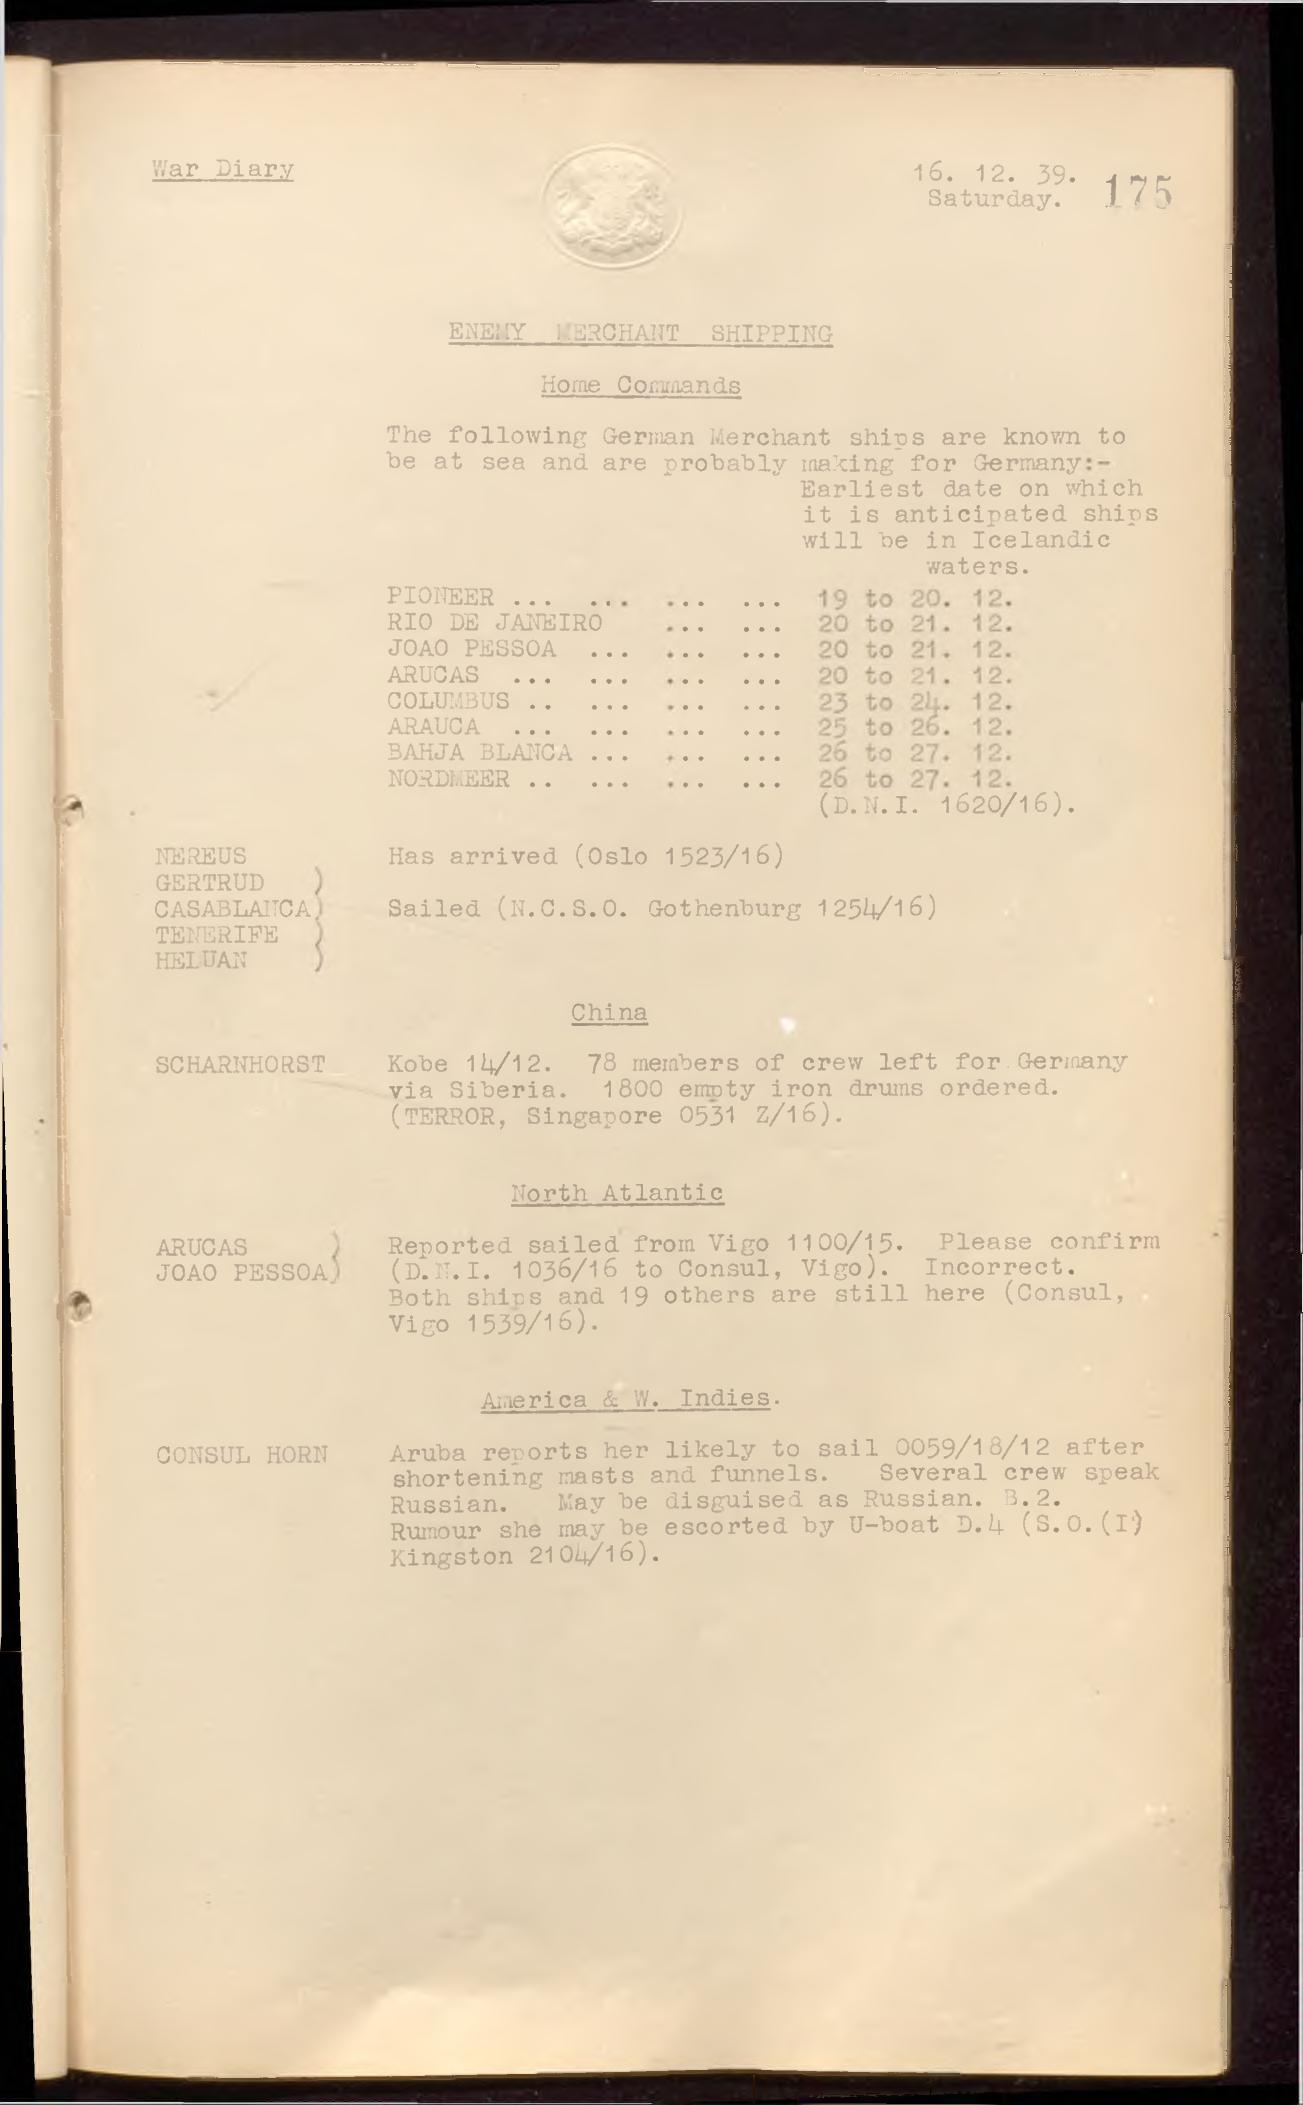 War Diary
16. 12. 39.
Saturday.
175
ENEMY MERCHANT SHIPPING
Home Commands
The following German Merchant ships are known to
be at sea and are probably making for Germany:-
Earliest date on which
it is anticipated ships
will be in Icelandic
waters.
PIONEER ... ... ... ... 19 to 20. 12.
RIO DE JANEIRO ... ... 20 to 21. 12.
JOAO PESSOA ... ... ... 20 to 21. 12.
ARUCAS ... ... ... ... 20 to 21. 12.
COLUMBUS .. ... ... ... 23 to 24. 12.
ARAUCA ... ... ... ... 25 to 26. 12.
BAHJA BLANCA ... ... ... 26 to 27. 12.
NORDMEER .. ... ... ... 26 to 27. 12.
(D.N.I. 1620/16).
NEREUS Has arrived (Oslo 1523/16)
GERTRUD )
CASABLANCA) Sailed (N.C.S.O. Gothenburg 1254/16)
TENERIFE )
HELUAN )
China
SCHARNHORST Kobe 14/12. 78 members of crew left for Germany
via Siberia. 1800 empty iron drums ordered.
(TERROR, Singapore 0531 Z/16).
North Atlantic
ARUCAS ) Reported sailed from Vigo 1100/15. Please confirm
JOAO PESSOA) (D.N.I. 1036/16 to Consul, Vigo). Incorrect.
Both ships and 19 others are still here (Consul,
Vigo 1539/16).
America & W. Indies.
CONSUL HORN Aruba reports her likely to sail 0059/18/12 after
shortening masts and funnels. Several crew speak
Russian. May be disguised as Russian. B.2.
Rumour she may be escorted by U-boat D.4 (S.O.(I)
Kingston 2104/16).